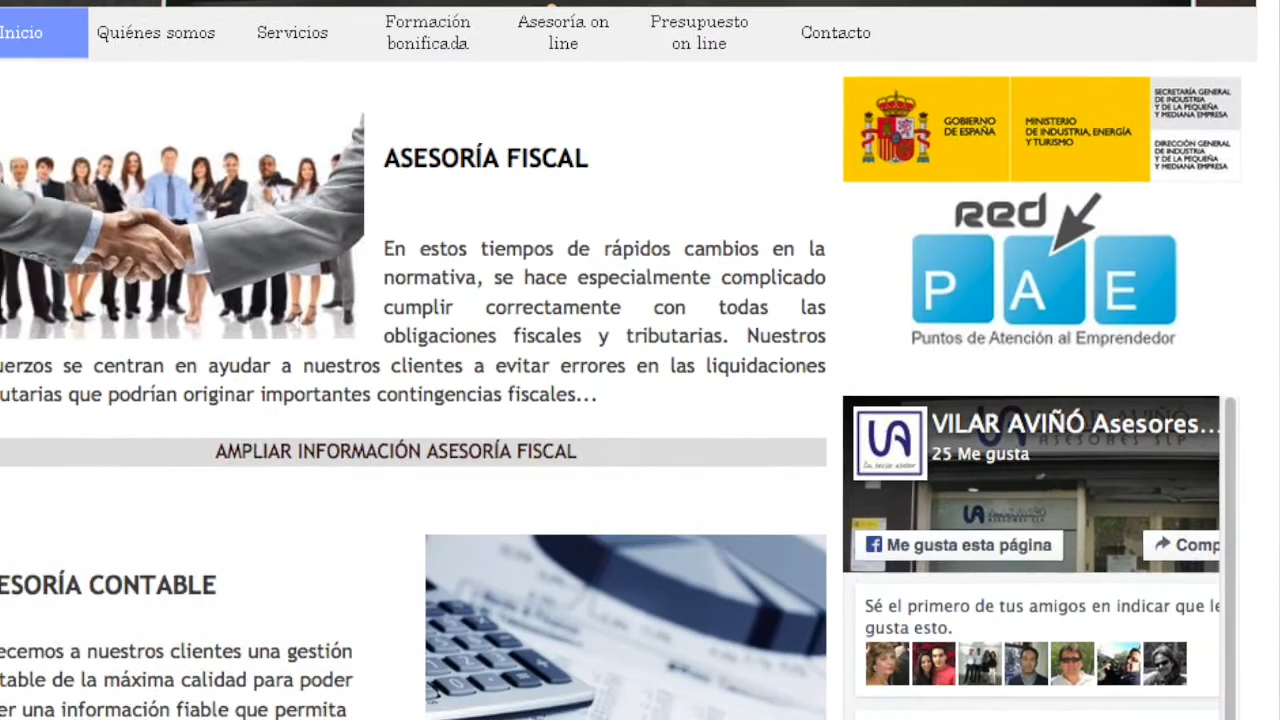 Inicio
Quiénes somos
Servicios
Formación
bonificada
Asesoría on
line
Presupuesto
on line
Contacto
ASESORÍA FISCAL
En estos tiempos de rápidos cambios en la
normativa, se hace especialmente complicado
cumplir correctamente con todas las
obligaciones fiscales y tributarias. Nuestros
uerzos se centran en ayudar a nuestros clientes a evitar errores en las liquidaciones
utarias que podrían originar importantes contingencias fiscales...
AMPLIAR INFORMACIÓN ASESORÍA FISCAL
ESORÍA CONTABLE
ecemos a nuestros clientes una gestión
table de la máxima calidad para poder
er una información fiable que permita
GOBIERNO
DE ESPAÑA
MINISTERIO
DE INDUSTRIA, ENERGÍA
Y TURISMO
SECRETARÍA GENERAL
DE INDUSTRIA
Y DE LA PEQUEÑA
Y MEDIANA EMPRESA
DIRECCIÓN GENERAL
DE INDUSTRIA
Y DE LA PEQUEÑA
Y MEDIANA EMPRESA
red
PAE
Puntos de Atención al Emprendedor
VILAR AVIÑÓ Asesores...
25 Me gusta
ASESORES SLP
Me gusta esta página
Comp
Sé el primero de tus amigos en indicar que le
gusta esto.